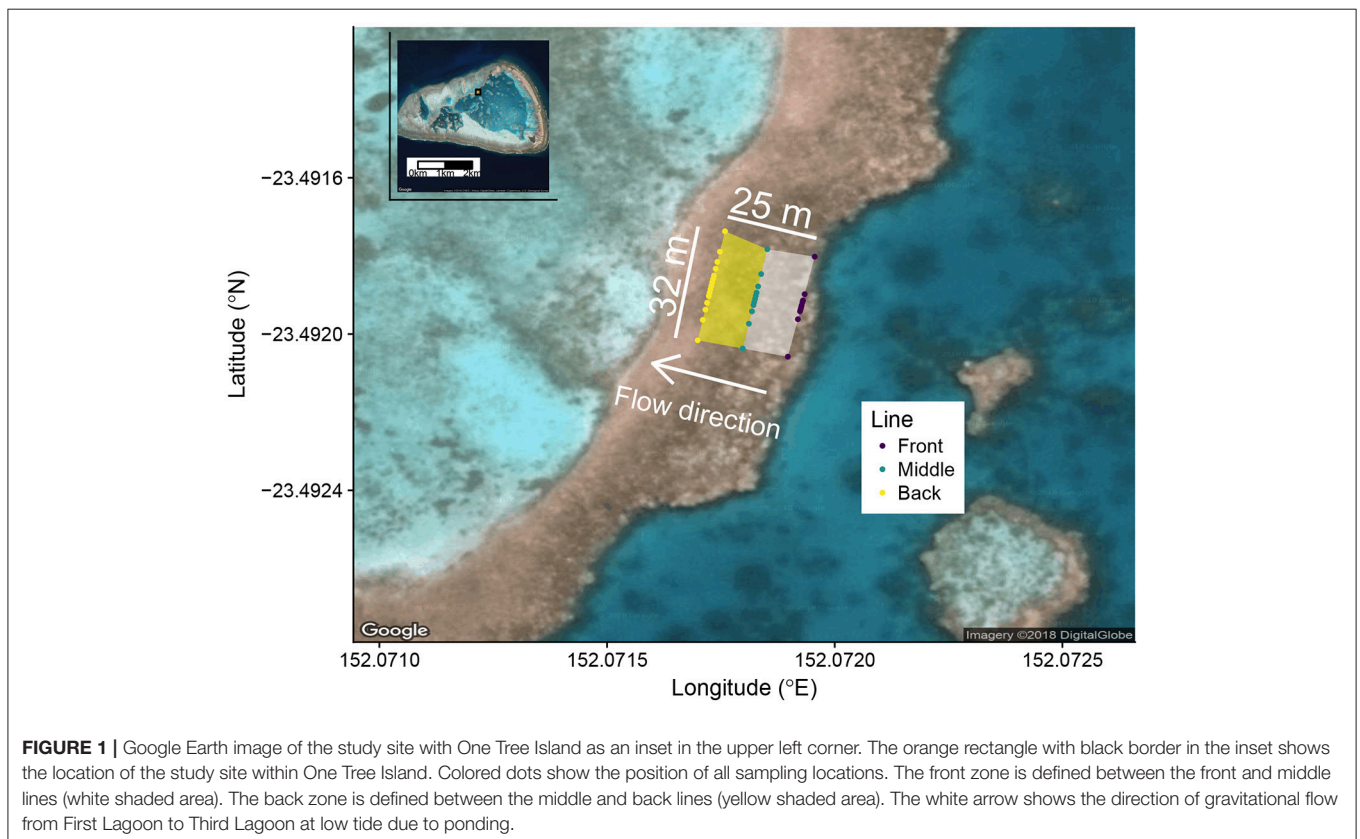 0km 1km 2km
Google
25 m
32 m
Flow direction
−23.4916
−23.4920
−23.4924
Latitude (°N)
Line
Front
Middle
Back
Google
Imagery ©2018 DigitalGlobe
152.0710 152.0715 152.0720 152.0725
Longitude (°E)
FIGURE 1 | Google Earth image of the study site with One Tree Island as an inset in the upper left corner. The orange rectangle with black border in the inset shows
the location of the study site within One Tree Island. Colored dots show the position of all sampling locations. The front zone is defined between the front and middle
lines (white shaded area). The back zone is defined between the middle and back lines (yellow shaded area). The white arrow shows the direction of gravitational flow
from First Lagoon to Third Lagoon at low tide due to ponding.